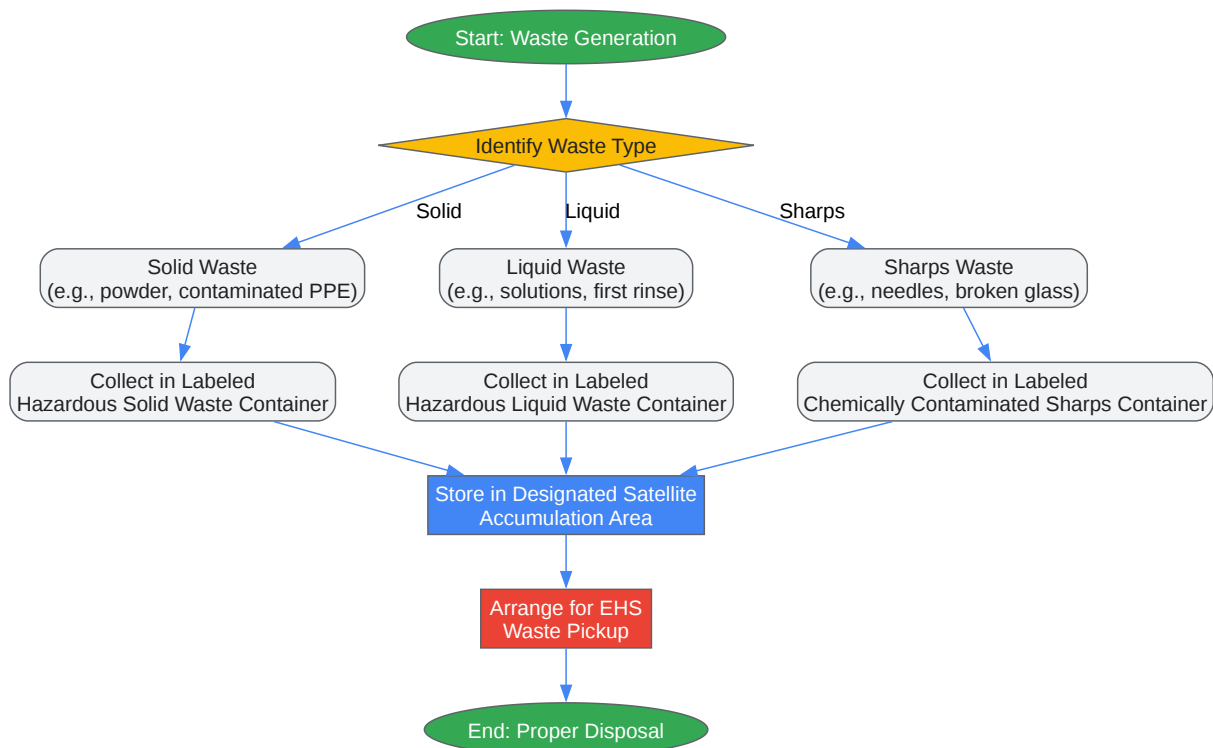 Start: Waste Generation
Identify Waste Type
Solid
Liquid
Sharps
Solid Waste
(e.g., powder, contaminated PPE)
Liquid Waste
(e.g., solutions, first rinse)
Sharps Waste
(e.g., needles, broken glass)
Collect in Labeled
Hazardous Solid Waste Container
Collect in Labeled
Hazardous Liquid Waste Container
Collect in Labeled
Chemically Contaminated Sharps Container
Store in Designated Satellite
Accumulation Area
Arrange for EHS
Waste Pickup
End: Proper Disposal